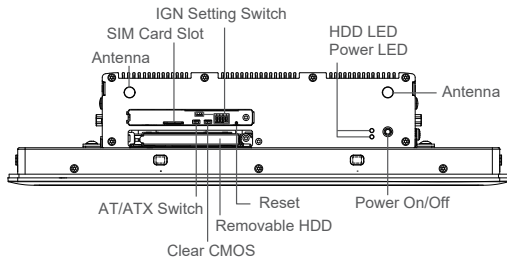 IGN Setting Switch
SIM Card Slot
HDD LED
Power LED
Antenna
Antenna
AT/ATX Switch
Reset
Power On/Off
Removable HDD
Clear CMOS